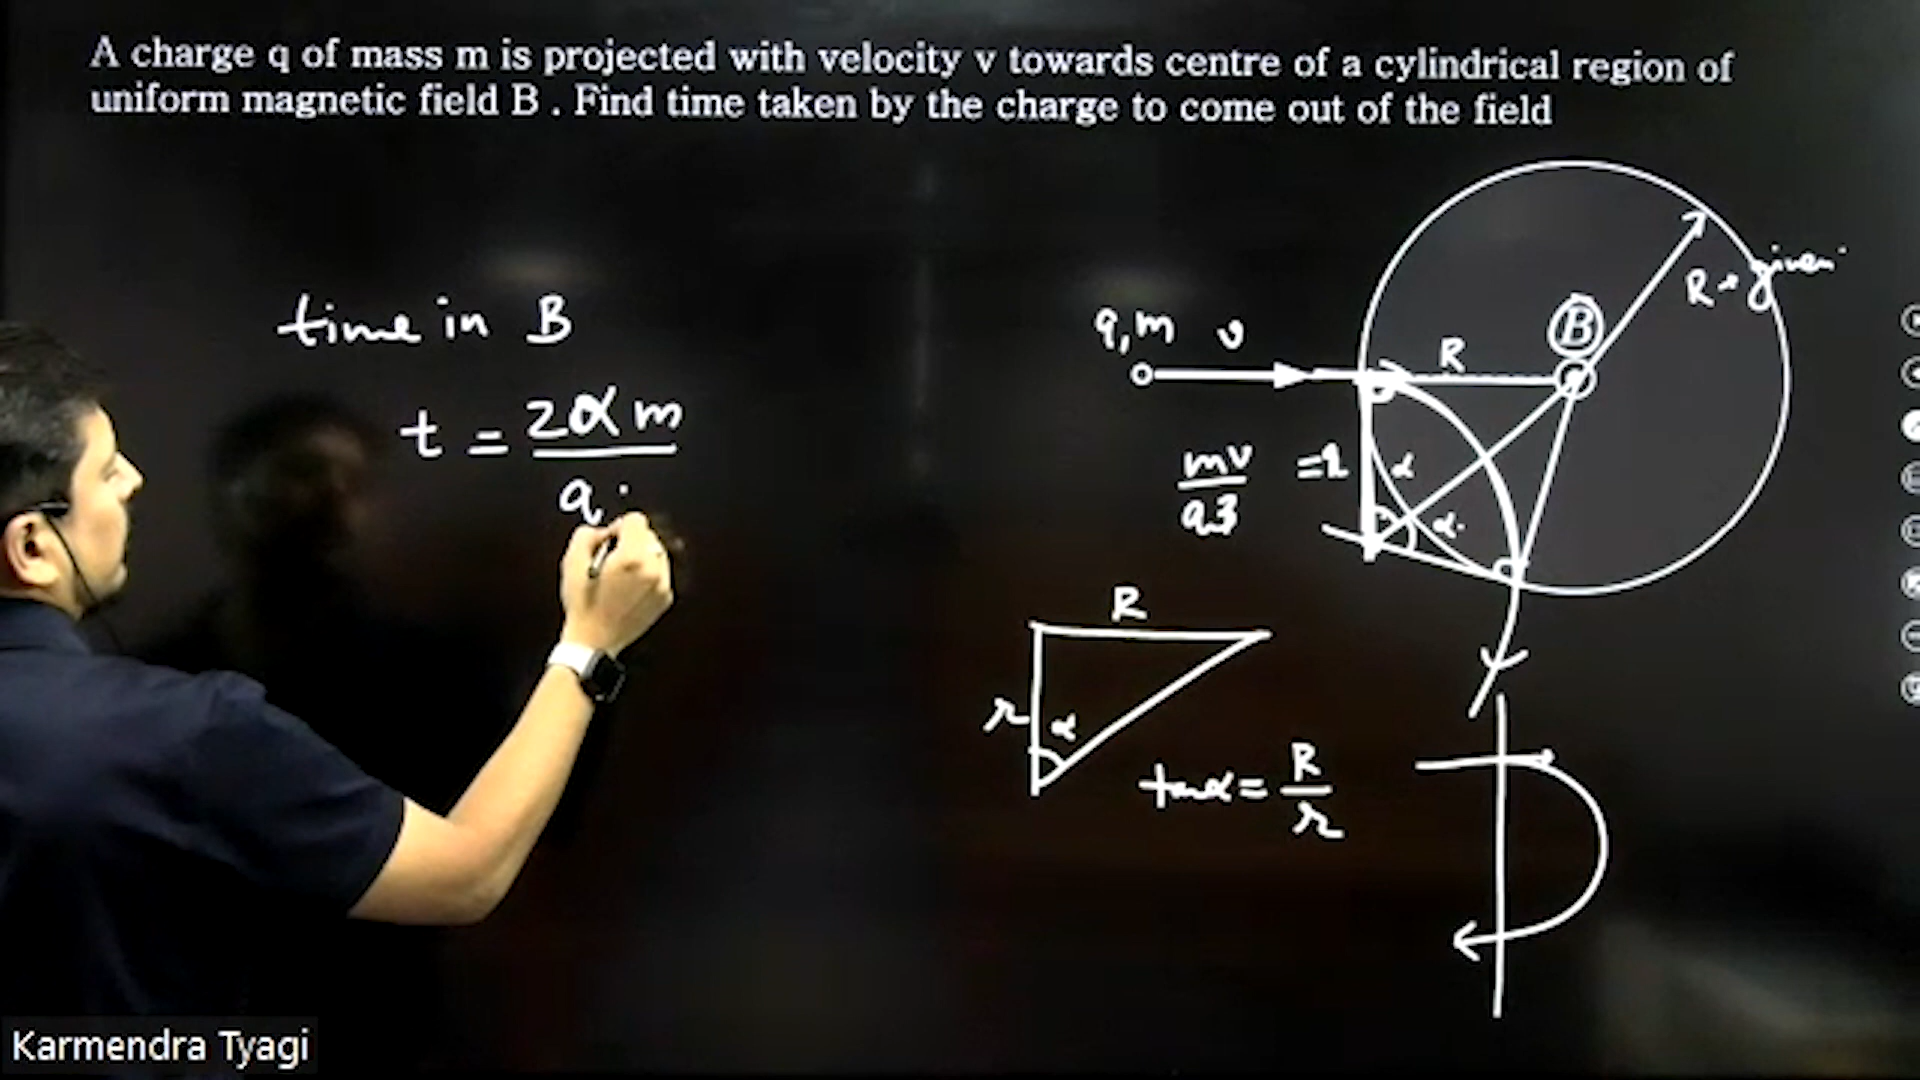 A charge q of mass m is projected with velocity v towards centre of a cylindrical region of
uniform magnetic field B . Find time taken by the charge to come out of the field
time in B
t = 2αm
q
q, m v
R
B
R → given
mv = r
qB
α
α
R
r α
tanα = R
r
Karmendra Tyagi